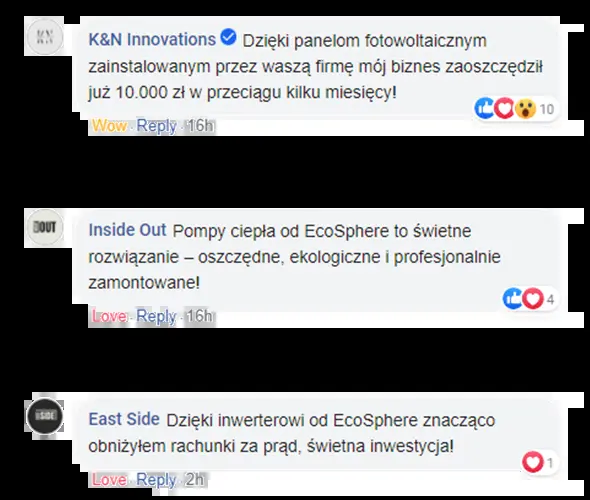 KN
K&N Innovations Dzięki panelom fotowoltaicznym
zainstalowanym przez waszą firmę mój biznes zaoszczędził
już 10.000 zł w przeciągu kilku miesięcy!
10
Wow Reply 16h
OUT
Inside Out Pompy ciepła od EcoSphere to świetne
rozwiązanie – oszczędne, ekologiczne i profesjonalnie
zamontowane!
4
Love Reply 16h
SIDE
East Side Dzięki inwerterowi od EcoSphere znacząco
obniżyłem rachunki za prąd, świetna inwestycja!
1
Love Reply 2h